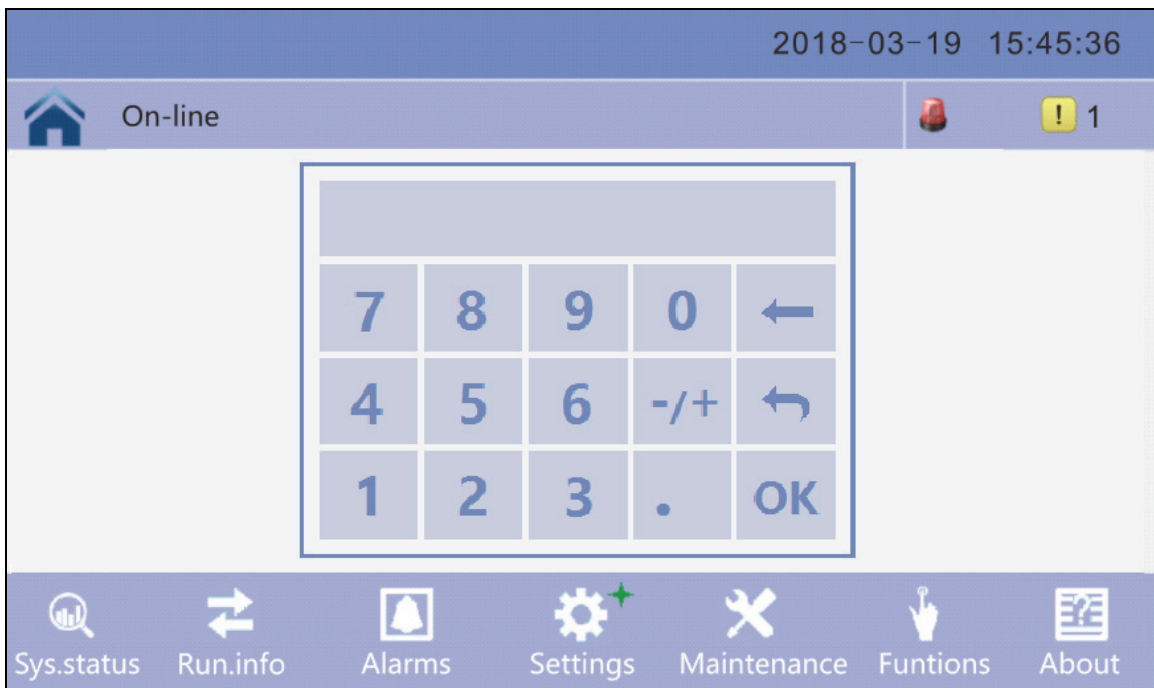 2018-03-19 15:45:36
On-line ! 1
7 8 9 0
4 5 6 -/+
1 2 3 . OK
Sys.status Run.info Alarms Settings Maintenance Funtions About